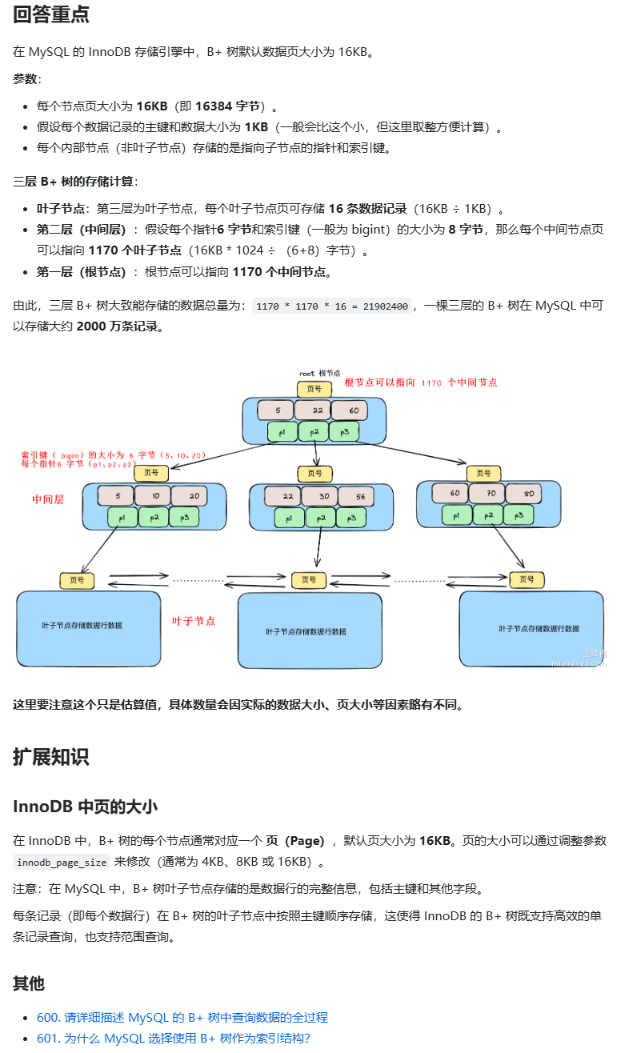 回答重点
在 MySQL 的 InnoDB 存储引擎中，B+ 树默认数据页大小为 16KB。
参数：
每个节点页大小为 16KB（即 16384 字节）。
假设每个数据记录的主键和数据大小为 1KB（一般会比这个小，但这里取整方便计算）。
每个内部节点（非叶子节点）存储的是指向子节点的指针和索引键。
三层 B+ 树的存储计算：
叶子节点：第三层为叶子节点，每个叶子节点页可存储 16 条数据记录（16KB ÷ 1KB）。
第二层（中间层）：假设每个指针6 字节和索引键（一般为 bigint）的大小为 8 字节，那么每个中间节点页
可以指向 1170 个叶子节点（16KB * 1024 ÷ （6+8）字节）。
第一层（根节点）：根节点可以指向 1170 个中间节点。
由此，三层 B+ 树大致能存储的数据总量为：1170 * 1170 * 16 = 21902400，一棵三层的 B+ 树在 MySQL 中可
以存储大约 2000 万条记录。
root 根节点
页号 根节点可以指向 1170 个中间节点
5 22 60
p1 p2 p3
索引键（ bigint）的大小为 8 字节（5、10、20）
每个指针6 字节（p1、p2、p3）
页号 页号 页号
中间层
5 10 20 22 30 56 60 70 80
p1 p2 p3 p1 p2 p3 p1 p2 p3
页号 页号 页号
叶子节点
叶子节点存储数据行数据 叶子节点存储数据行数据 叶子节点存储数据行数据
这里要注意这个只是估算值，具体数量会因实际的数据大小、页大小等因素略有不同。
扩展知识
InnoDB 中页的大小
在 InnoDB 中，B+ 树的每个节点通常对应一个 页（Page），默认页大小为 16KB。页的大小可以通过调整参数
innodb_page_size 来修改（通常为 4KB、8KB 或 16KB）。
注意：在 MySQL 中，B+ 树叶子节点存储的是数据行的完整信息，包括主键和其他字段。
每条记录（即每个数据行）在 B+ 树的叶子节点中按照主键顺序存储，这使得 InnoDB 的 B+ 树既支持高效的单
条记录查询，也支持范围查询。
其他
600. 请详细描述 MySQL 的 B+ 树中查询数据的全过程
601. 为什么 MySQL 选择使用 B+ 树作为索引结构？